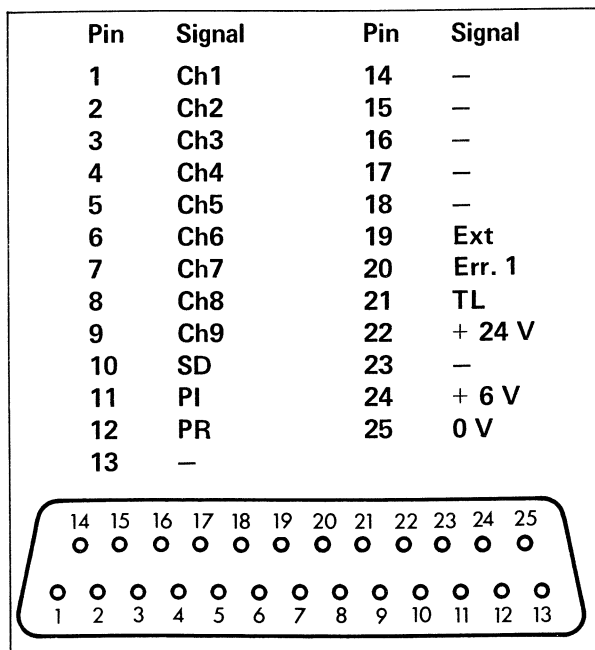 Pin Signal Pin Signal
1 Ch1 14 –
2 Ch2 15 –
3 Ch3 16 –
4 Ch4 17 –
5 Ch5 18 –
6 Ch6 19 Ext
7 Ch7 20 Err. 1
8 Ch8 21 TL
9 Ch9 22 + 24 V
10 SD 23 –
11 PI 24 + 6 V
12 PR 25 0 V
13 –
14 15 16 17 18 19 20 21 22 23 24 25
1 2 3 4 5 6 7 8 9 10 11 12 13